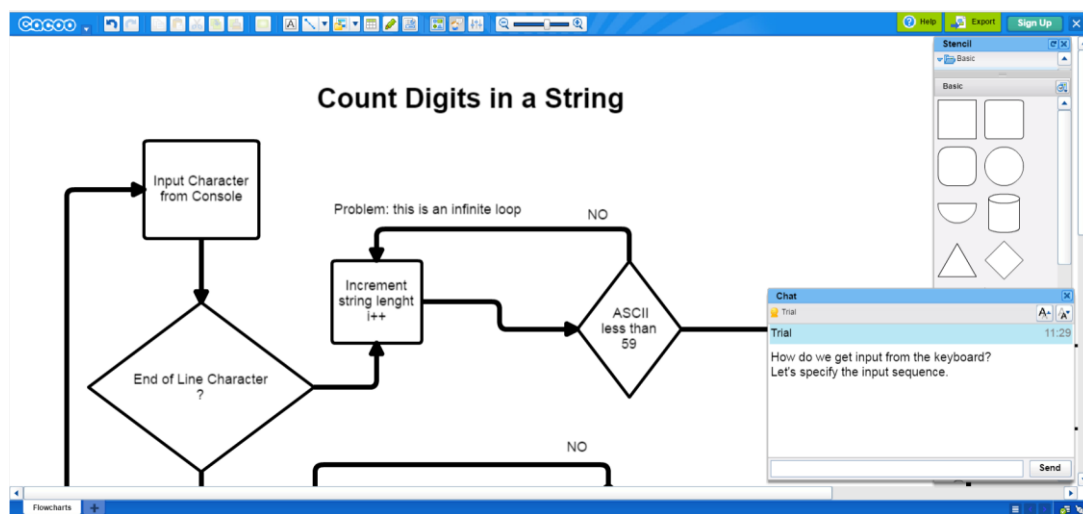 cacoo
Help
Export
Sign Up
Stencil
Basic
Basic
Count Digits in a String
Input Character
from Console
Problem: this is an infinite loop
NO
Increment
string lenght
i++
ASCII
less than
59
End of Line Character
?
NO
Chat
Trial
A+
Trial
11:29
How do we get input from the keyboard?
Let's specify the input sequence.
Send
Flowcharts